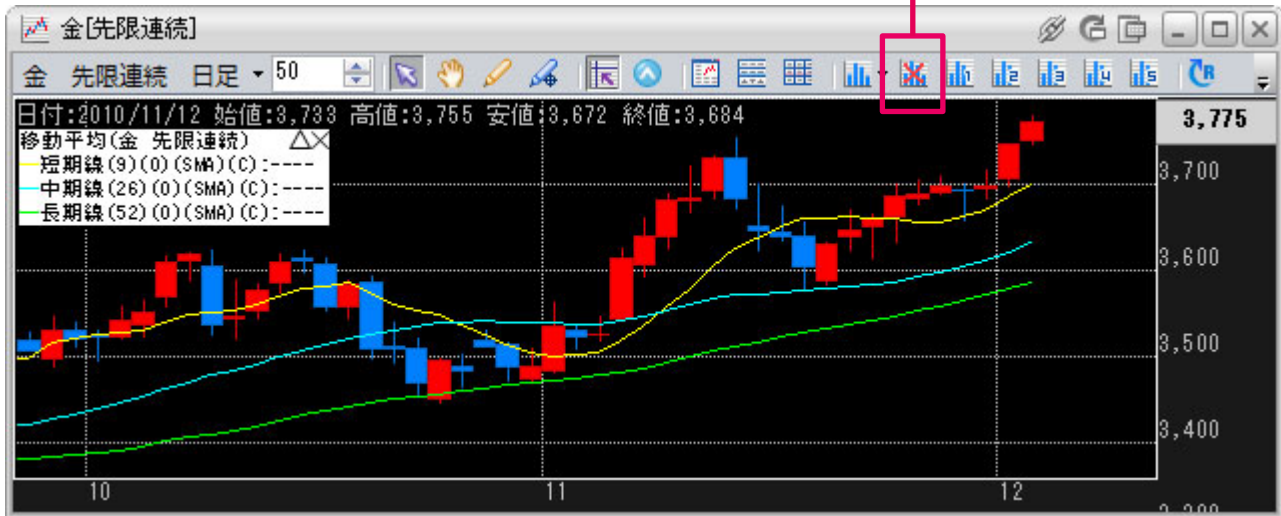 金[先限連続]
金 先限連続 日足 50
日付:2010/11/12 始値:3,733 高値:3,755 安値:3,672 終値:3,684
3,775
移動平均(金 先限連続) △×
短期線(9)(0)(SMA)(C):----
中期線(26)(0)(SMA)(C):----
長期線(52)(0)(SMA)(C):----
3,700
3,600
3,500
3,400
10 11 12